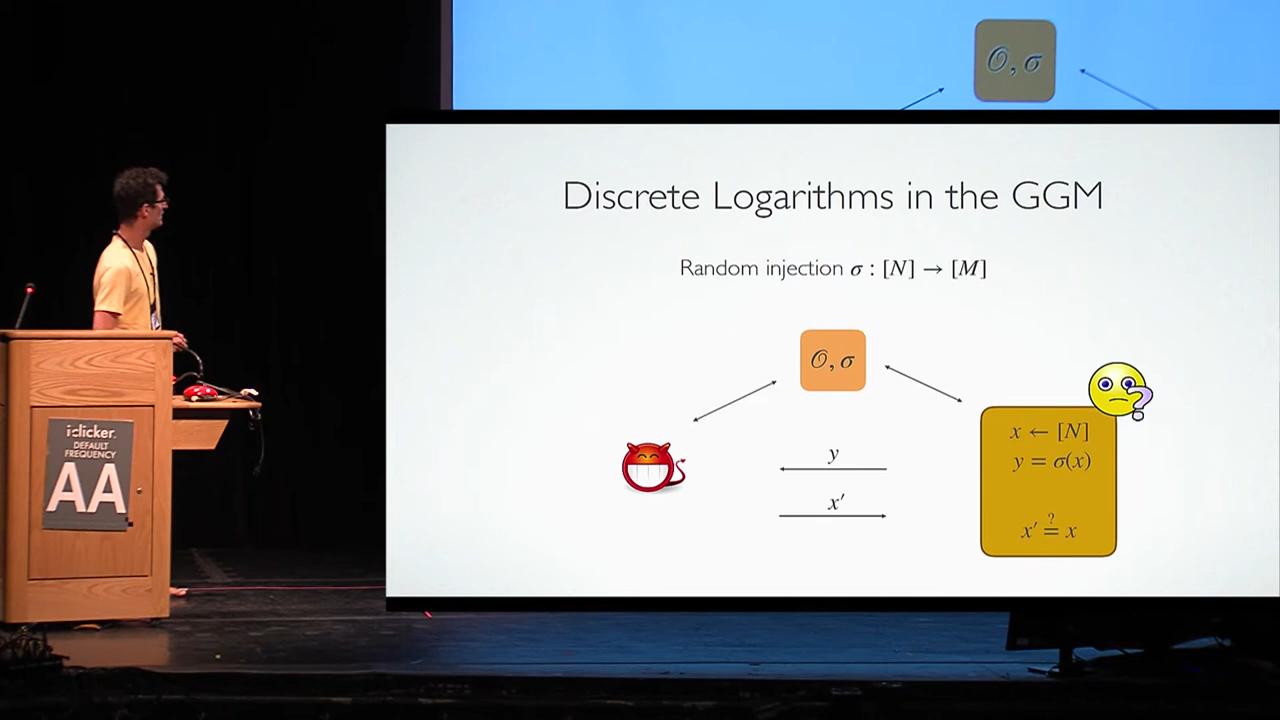 𝒪, σ
Discrete Logarithms in the GGM
Random injection σ : [N] → [M]
𝒪, σ
x ← [N]
y = σ(x)
y
x′
x′ ≟ x
i>clicker.
DEFAULT
FREQUENCY
AA